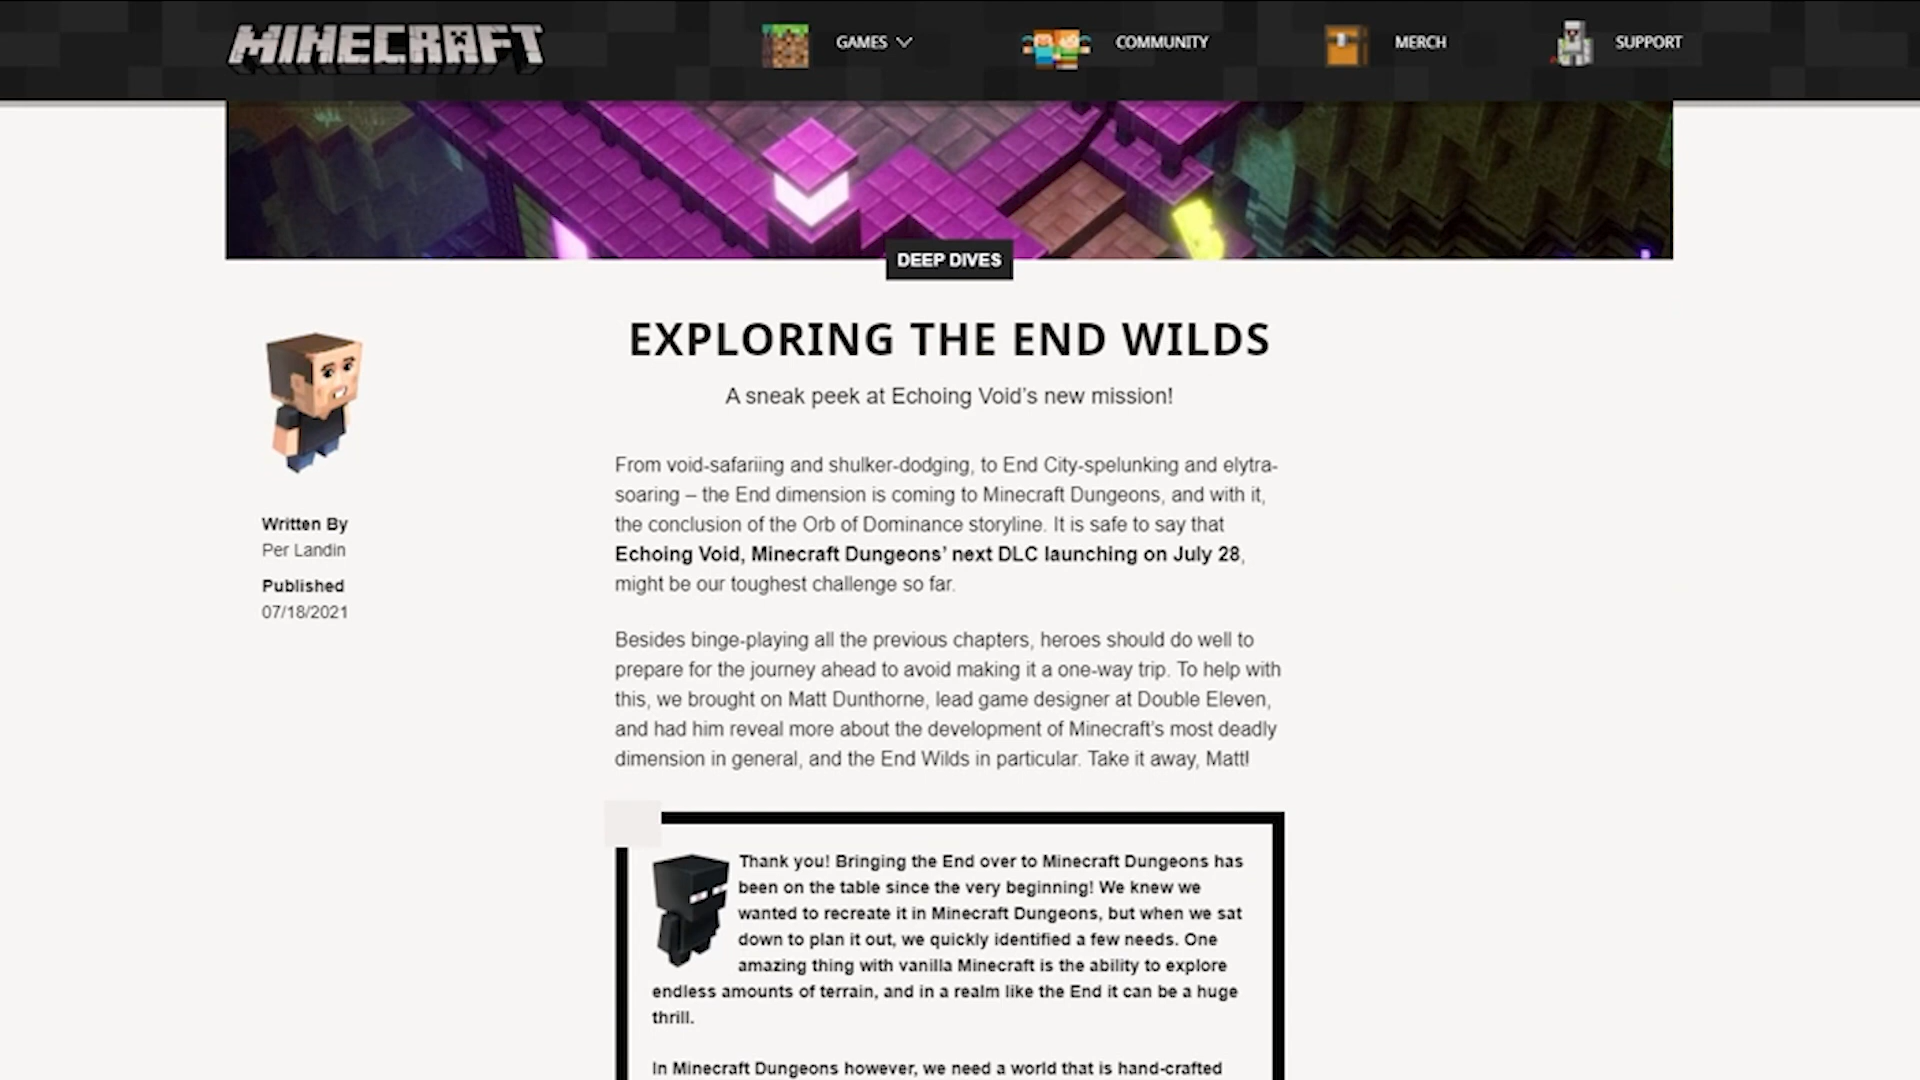 MINECRAFT
GAMES
COMMUNITY
MERCH
SUPPORT
DEEP DIVES
EXPLORING THE END WILDS
A sneak peek at Echoing Void's new mission!
Written By
Per Landin
Published
07/18/2021
From void-safariing and shulker-dodging, to End City-spelunking and elytra-
soaring – the End dimension is coming to Minecraft Dungeons, and with it,
the conclusion of the Orb of Dominance storyline. It is safe to say that
Echoing Void, Minecraft Dungeons' next DLC launching on July 28,
might be our toughest challenge so far.
Besides binge-playing all the previous chapters, heroes should do well to
prepare for the journey ahead to avoid making it a one-way trip. To help with
this, we brought on Matt Dunthorne, lead game designer at Double Eleven,
and had him reveal more about the development of Minecraft's most deadly
dimension in general, and the End Wilds in particular. Take it away, Matt!
Thank you! Bringing the End over to Minecraft Dungeons has
been on the table since the very beginning! We knew we
wanted to recreate it in Minecraft Dungeons, but when we sat
down to plan it out, we quickly identified a few needs. One
amazing thing with vanilla Minecraft is the ability to explore
endless amounts of terrain, and in a realm like the End it can be a huge
thrill.
In Minecraft Dungeons however, we need a world that is hand-crafted